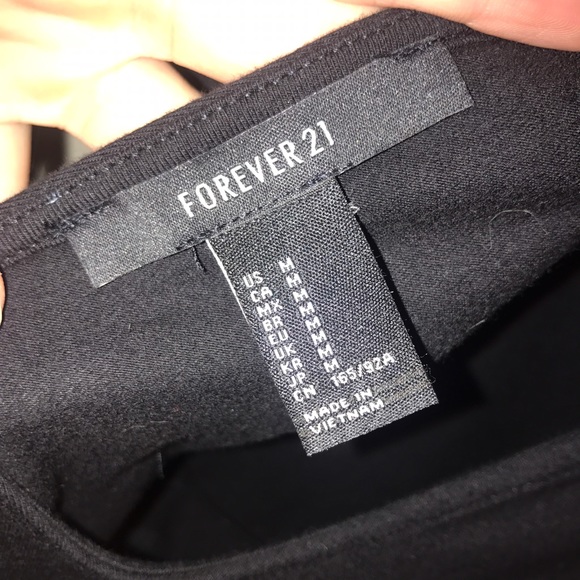 FOREVER 21
US M
CA M
MX M
BR M
EU M
UK M
KR M
JP M
CN 165/92A
MADE IN
VIETNAM